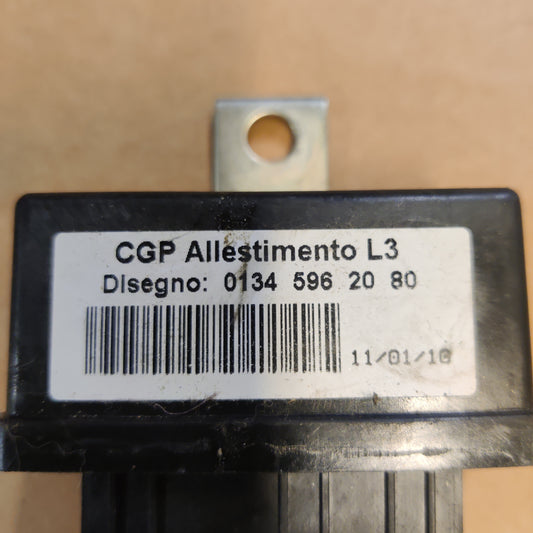 CGP Allestimento L3
Disegno: 0134 596 20 80
11/01/10